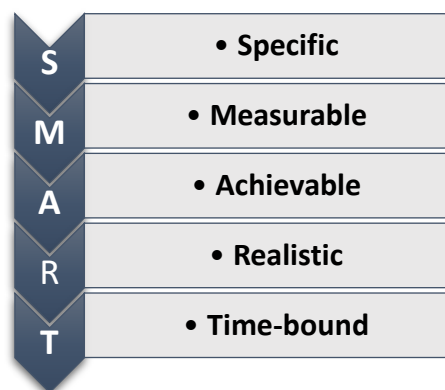 S
• Specific
M
• Measurable
A
• Achievable
R
• Realistic
T
• Time-bound